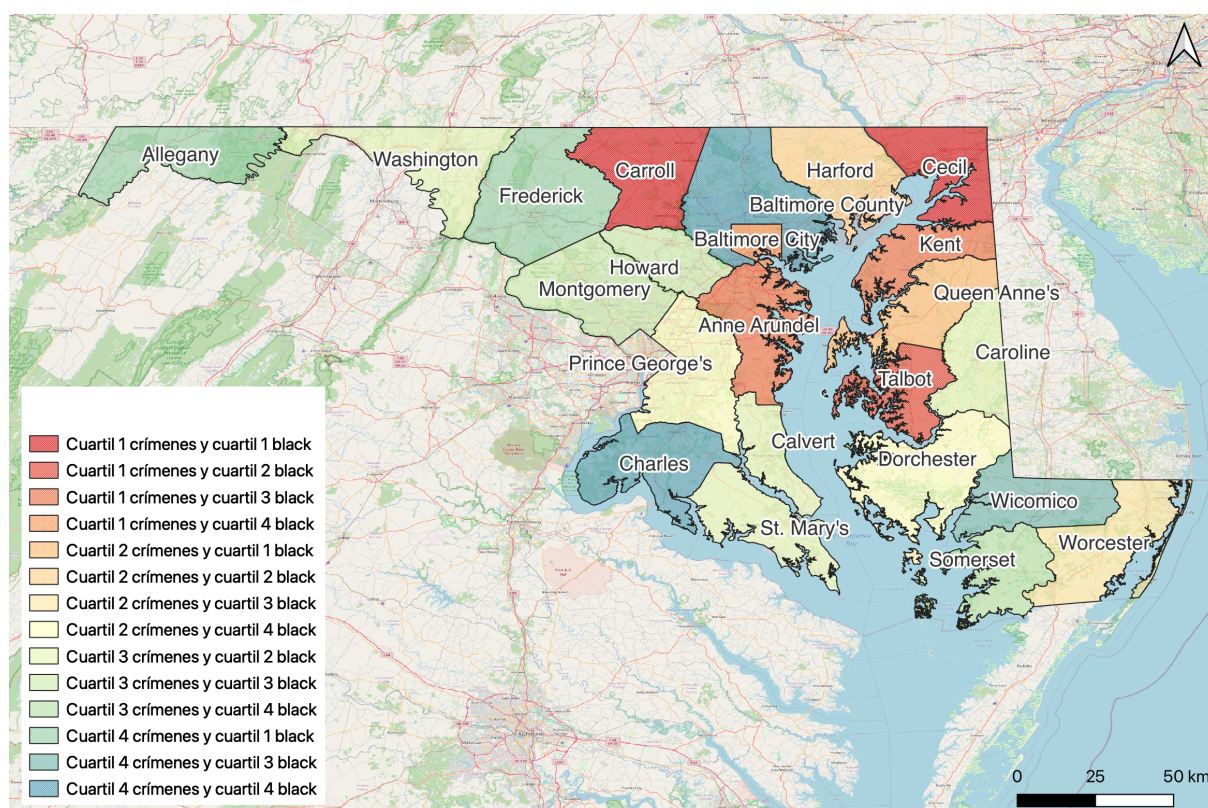 Allegany
Washington
Frederick
Carroll
Harford
Cecil
Baltimore County
Baltimore City
Kent
Howard
Montgomery
Queen Anne's
Anne Arundel
Prince George's
Caroline
Talbot
Calvert
Charles
Dorchester
Wicomico
St. Mary's
Worcester
Somerset
Cuartil 1 crímenes y cuartil 1 black
Cuartil 1 crímenes y cuartil 2 black
Cuartil 1 crímenes y cuartil 3 black
Cuartil 1 crímenes y cuartil 4 black
Cuartil 2 crímenes y cuartil 1 black
Cuartil 2 crímenes y cuartil 2 black
Cuartil 2 crímenes y cuartil 3 black
Cuartil 2 crímenes y cuartil 4 black
Cuartil 3 crímenes y cuartil 2 black
Cuartil 3 crímenes y cuartil 3 black
Cuartil 3 crímenes y cuartil 4 black
Cuartil 4 crímenes y cuartil 1 black
Cuartil 4 crímenes y cuartil 3 black
Cuartil 4 crímenes y cuartil 4 black
0 25 50 km